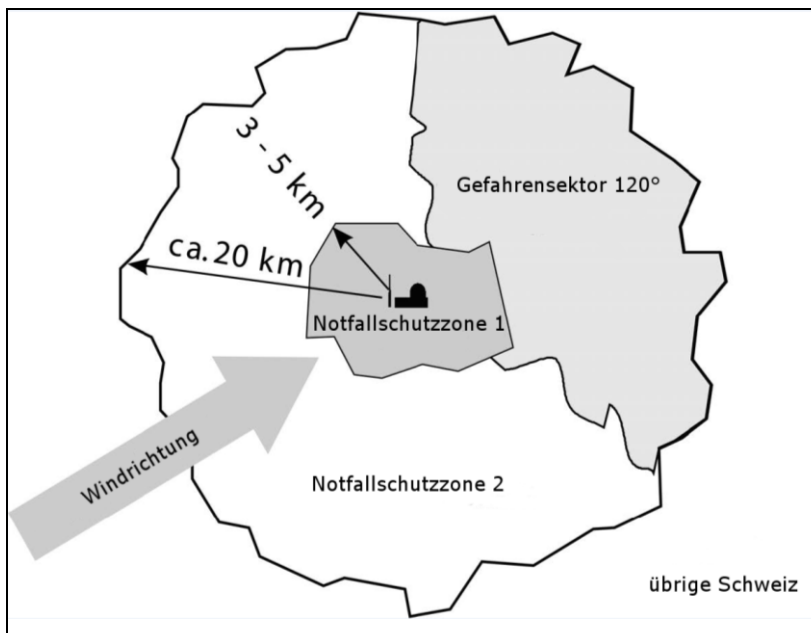 Gefahrensektor 120°
3 - 5 km
ca.20 km
Notfallschutzzone 1
Windrichtung
Notfallschutzzone 2
übrige Schweiz